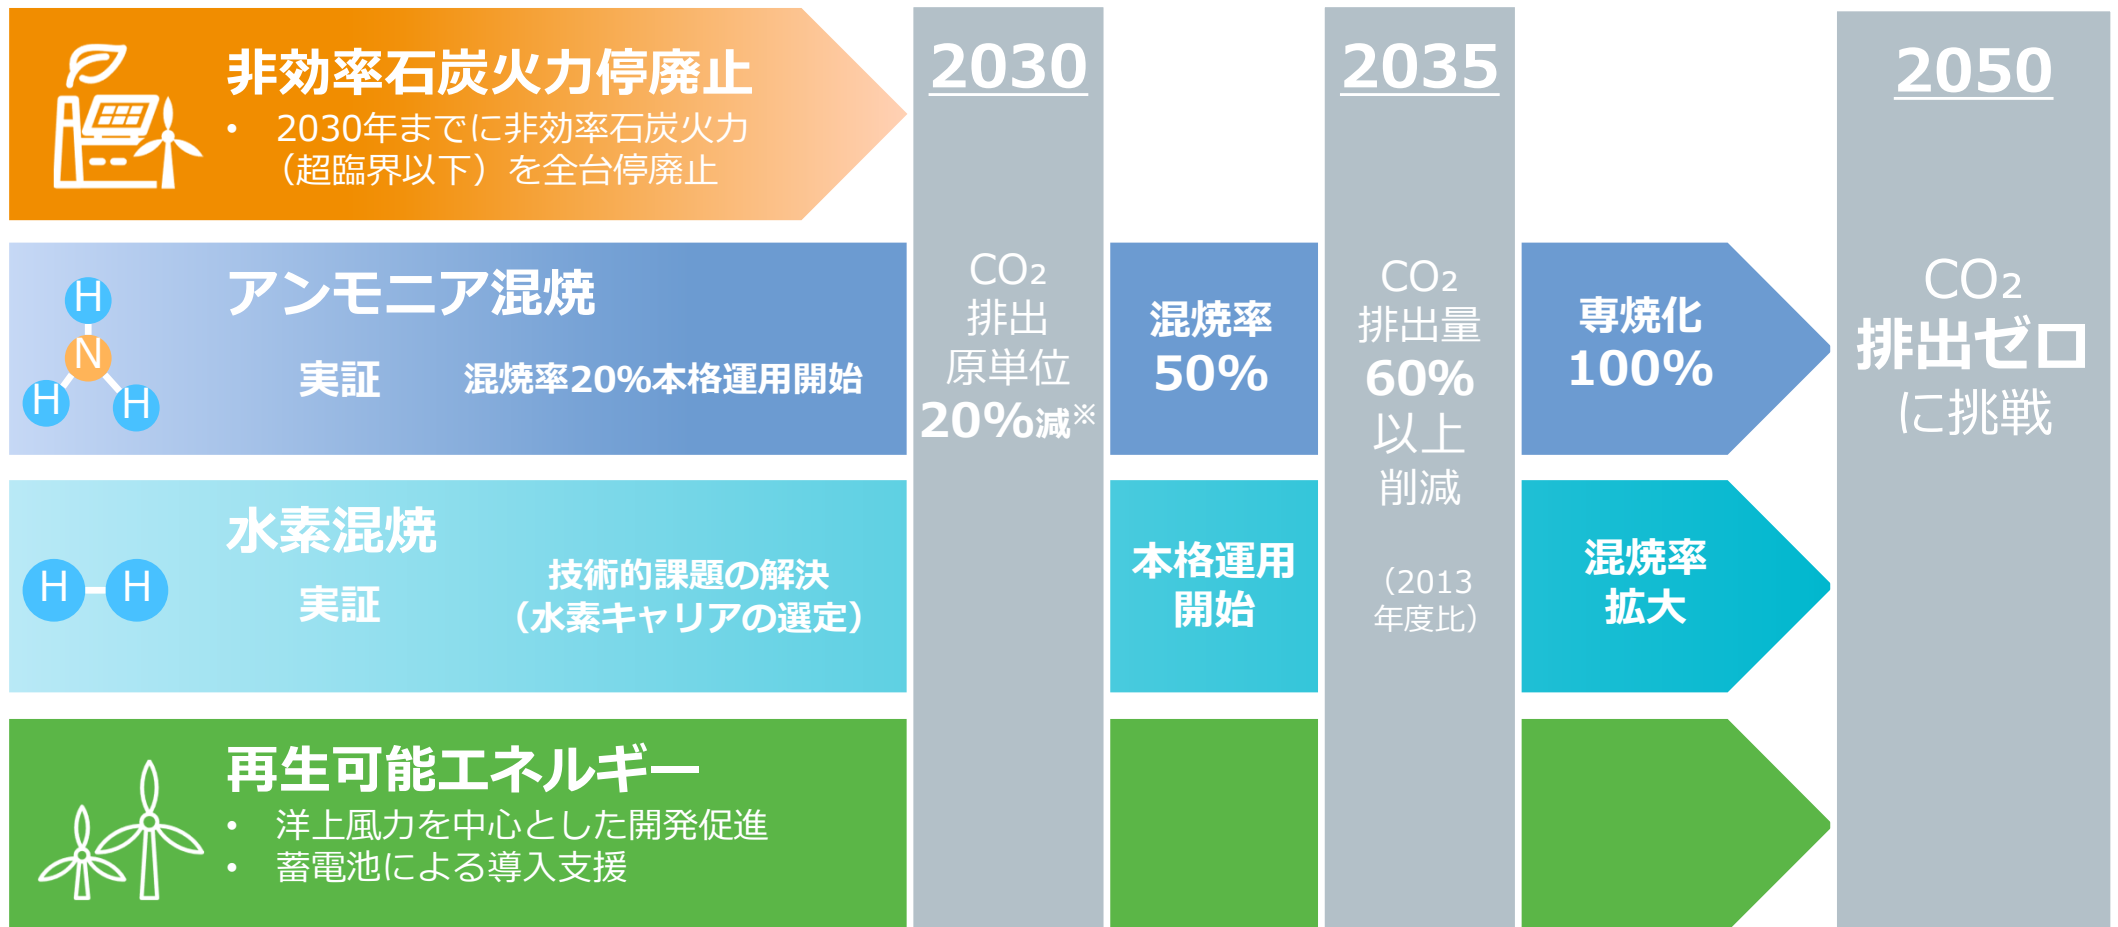 非効率石炭火力停廃止
• 2030年までに非効率石炭火力
（超臨界以下）を全台停廃止
アンモニア混焼
実証
混焼率20%本格運用開始
H
N
H
H
水素混焼
実証
技術的課題の解決
（水素キャリアの選定）
H
H
再生可能エネルギー
• 洋上風力を中心とした開発促進
• 蓄電池による導入支援
2030
CO₂
排出
原単位
20%減※
混焼率
50%
本格運用
開始
2035
CO₂
排出量
60%
以上
削減
（2013
年度比）
専焼化
100%
混焼率
拡大
2050
CO₂
排出ゼロ
に挑戦